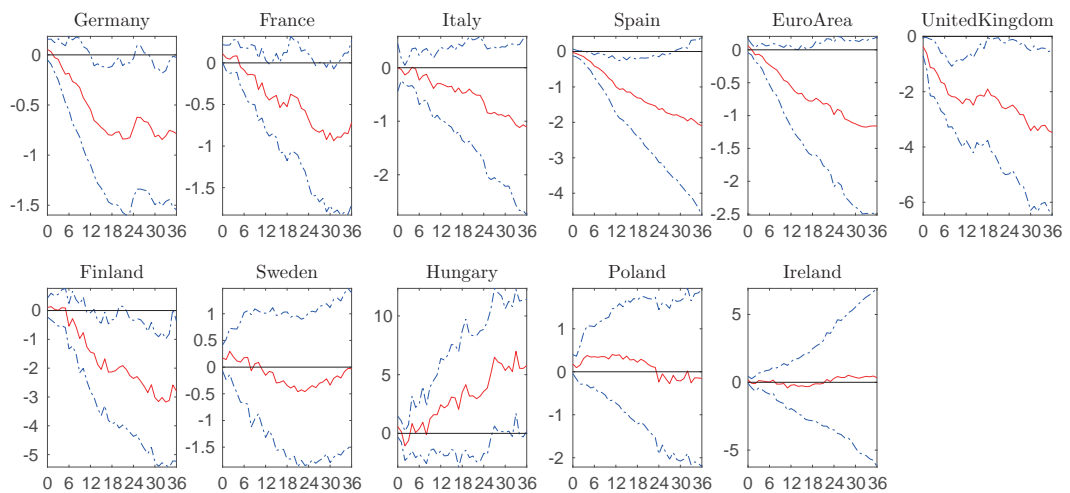 Germany France Italy Spain EuroArea UnitedKingdom
0 0 0 0 0 0
-0.5 -0.5 -1 -0.5 -2
-1 -1 -2 -1 -4
-1.5 -1.5 -2 -3 -1.5 -6
-4 -2
-2.5
0 6 12 18 24 30 36 0 6 12 18 24 30 36 0 6 12 18 24 30 36 0 6 12 18 24 30 36 0 6 12 18 24 30 36 0 6 12 18 24 30 36
Finland Sweden Hungary Poland Ireland
0 1 10 1 5
-1 0.5 5 0 0
-2 0 0 -1 -5
-3 -0.5 -2
-4 -1
-5 -1.5
0 6 12 18 24 30 36 0 6 12 18 24 30 36 0 6 12 18 24 30 36 0 6 12 18 24 30 36 0 6 12 18 24 30 36